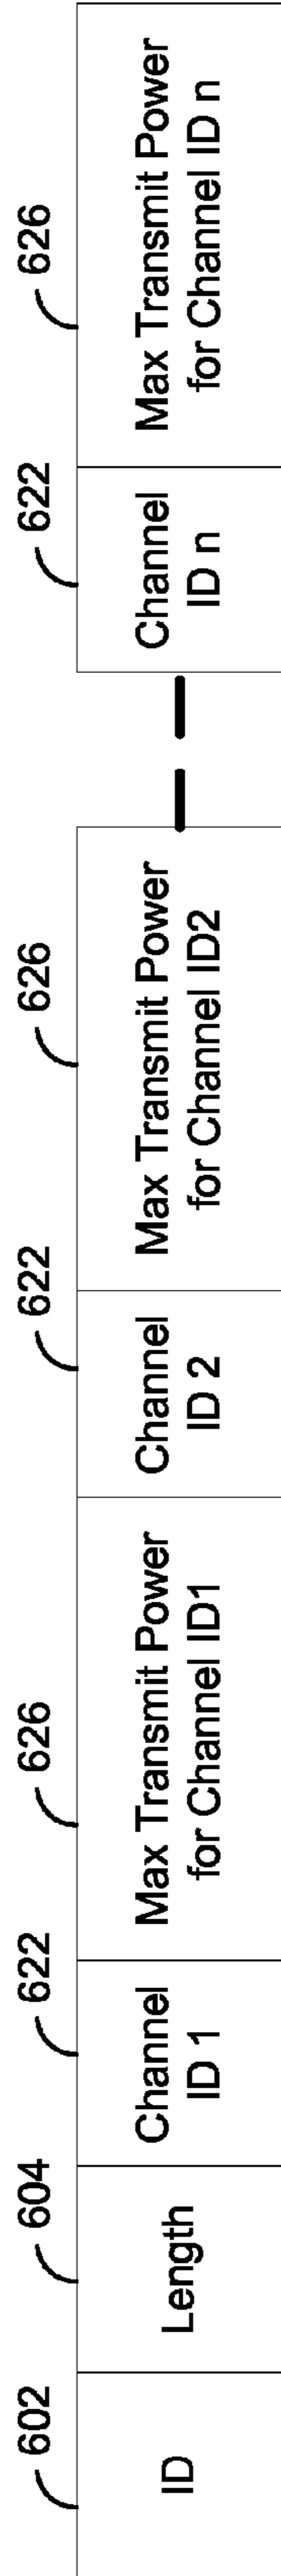 602
604
622
626
622
626
622
626
ID
Length
Channel
ID 1
Max Transmit Power
for Channel ID1
Channel
ID 2
Max Transmit Power
for Channel ID2
Channel
ID n
Max Transmit Power
for Channel ID n